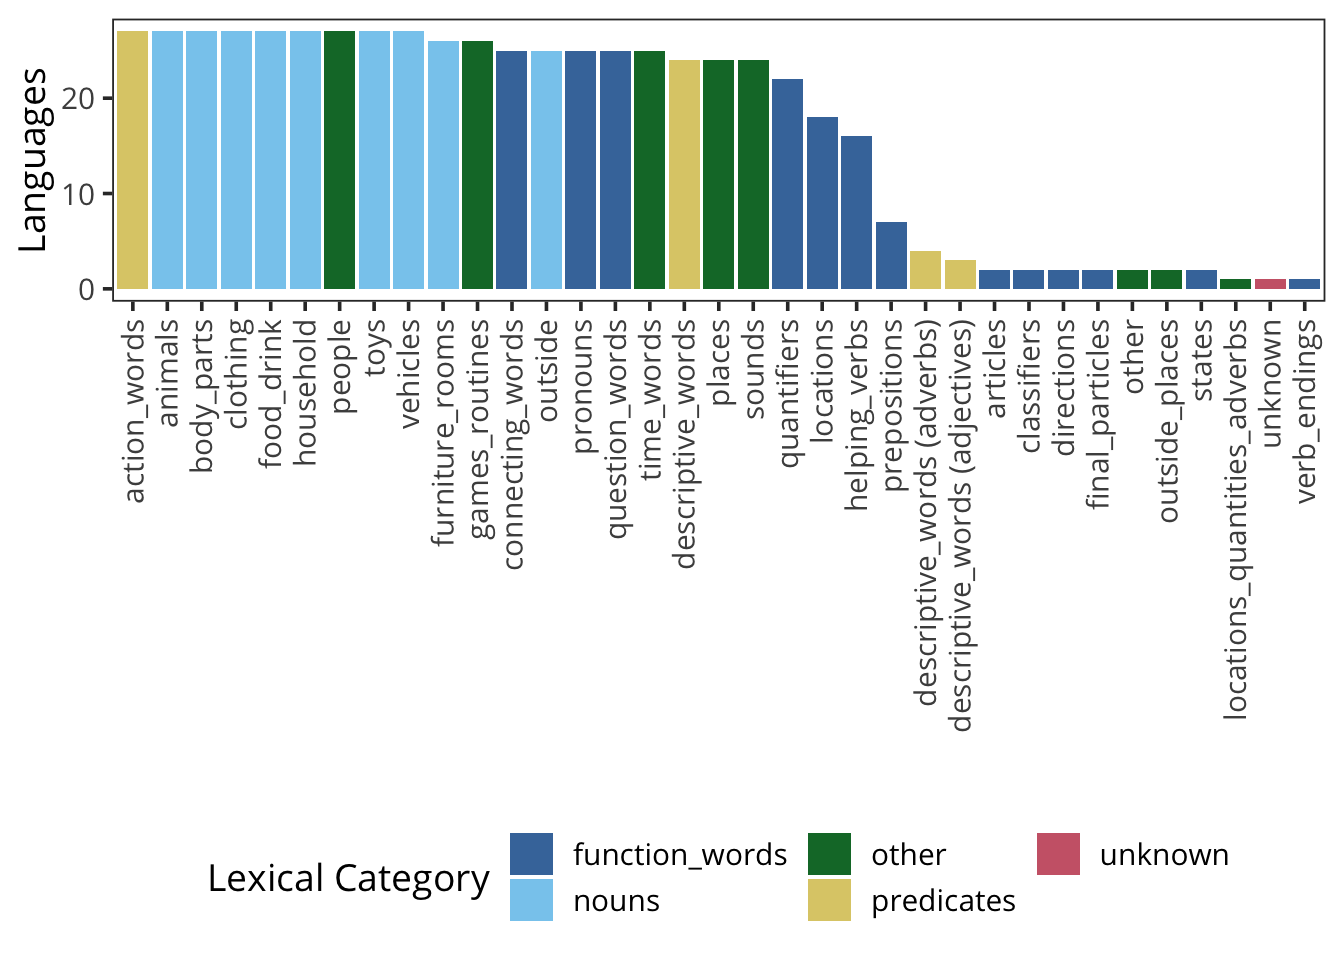 Languages
20
10
0
action_words
animals
body_parts
clothing
food_drink
household
people
toys
vehicles
furniture_rooms
games_routines
connecting_words
outside
pronouns
question_words
time_words
descriptive_words
places
sounds
quantifiers
locations
helping_verbs
prepositions
descriptive_words (adverbs)
descriptive_words (adjectives)
articles
classifiers
directions
final_particles
other
outside_places
states
locations_quantities_adverbs
unknown
verb_endings
Lexical Category
function_words
nouns
other
predicates
unknown